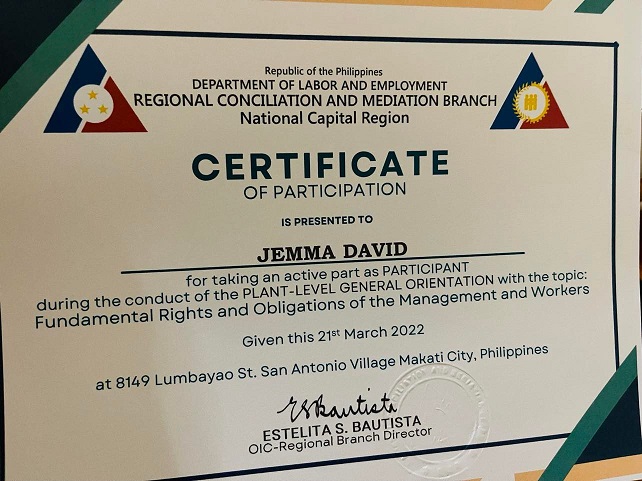 Republic of the Philippines
DEPARTMENT OF LABOR AND EMPLOYMENT
REGIONAL CONCILIATION AND MEDIATION BRANCH
National Capital Region
CERTIFICATE
OF PARTICIPATION
IS PRESENTED TO
JEMMA DAVID
for taking an active part as PARTICIPANT
during the conduct of the PLANT-LEVEL GENERAL ORIENTATION with the topic:
Fundamental Rights and Obligations of the Management and Workers
Given this 21st March 2022
at 8149 Lumbayao St. San Antonio Village Makati City, Philippines
ESTELITA S. BAUTISTA
OIC-Regional Branch Director